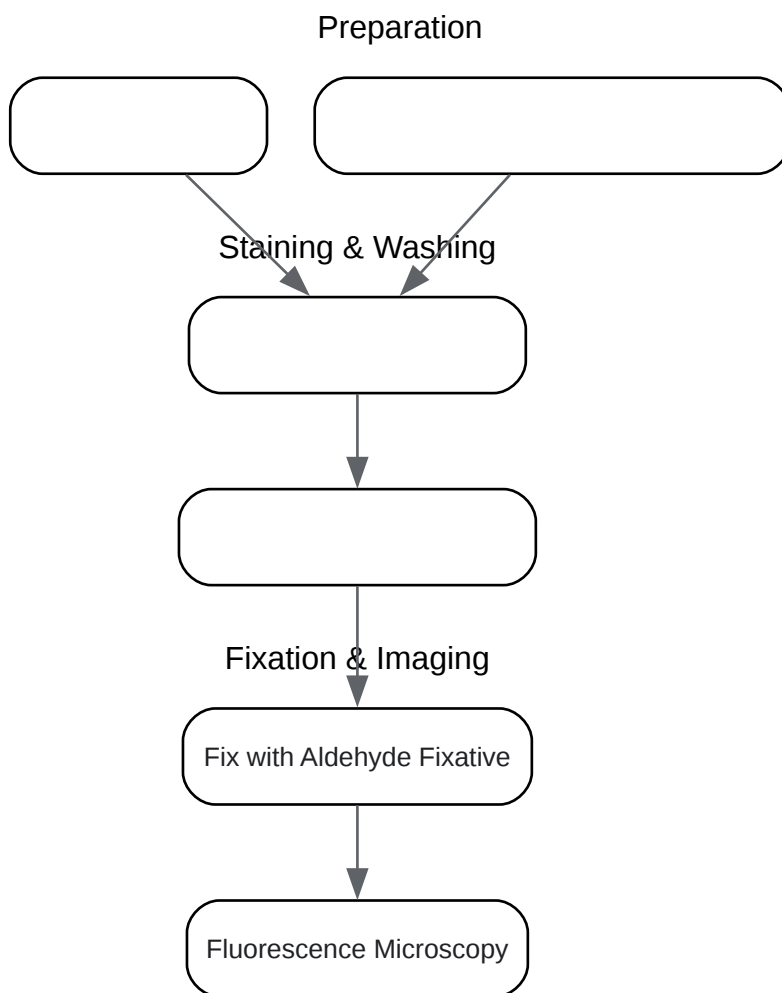 Preparation
Staining & Washing
Fixation & Imaging
Fix with Aldehyde Fixative
Fluorescence Microscopy